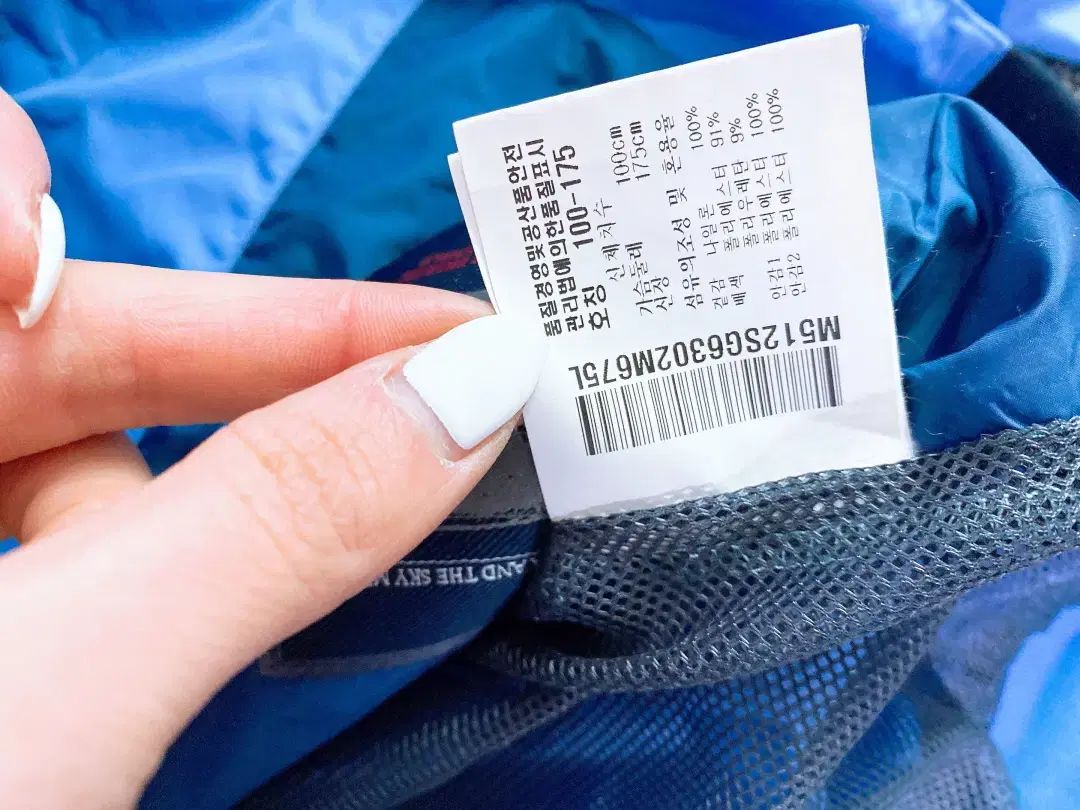 품질경영및공산품안전
관리법에의한품질표시
호칭 100-175
신체치수
가슴둘레 100cm
신장 175cm
섬유의조성 및 혼용율
겉감 나일론 100%
배색 폴리에스터 91%
폴리우레탄 9%
안감1 폴리에스터 100%
안감2 폴리에스터 100%
M512SG6302M675L
AND THE SKY